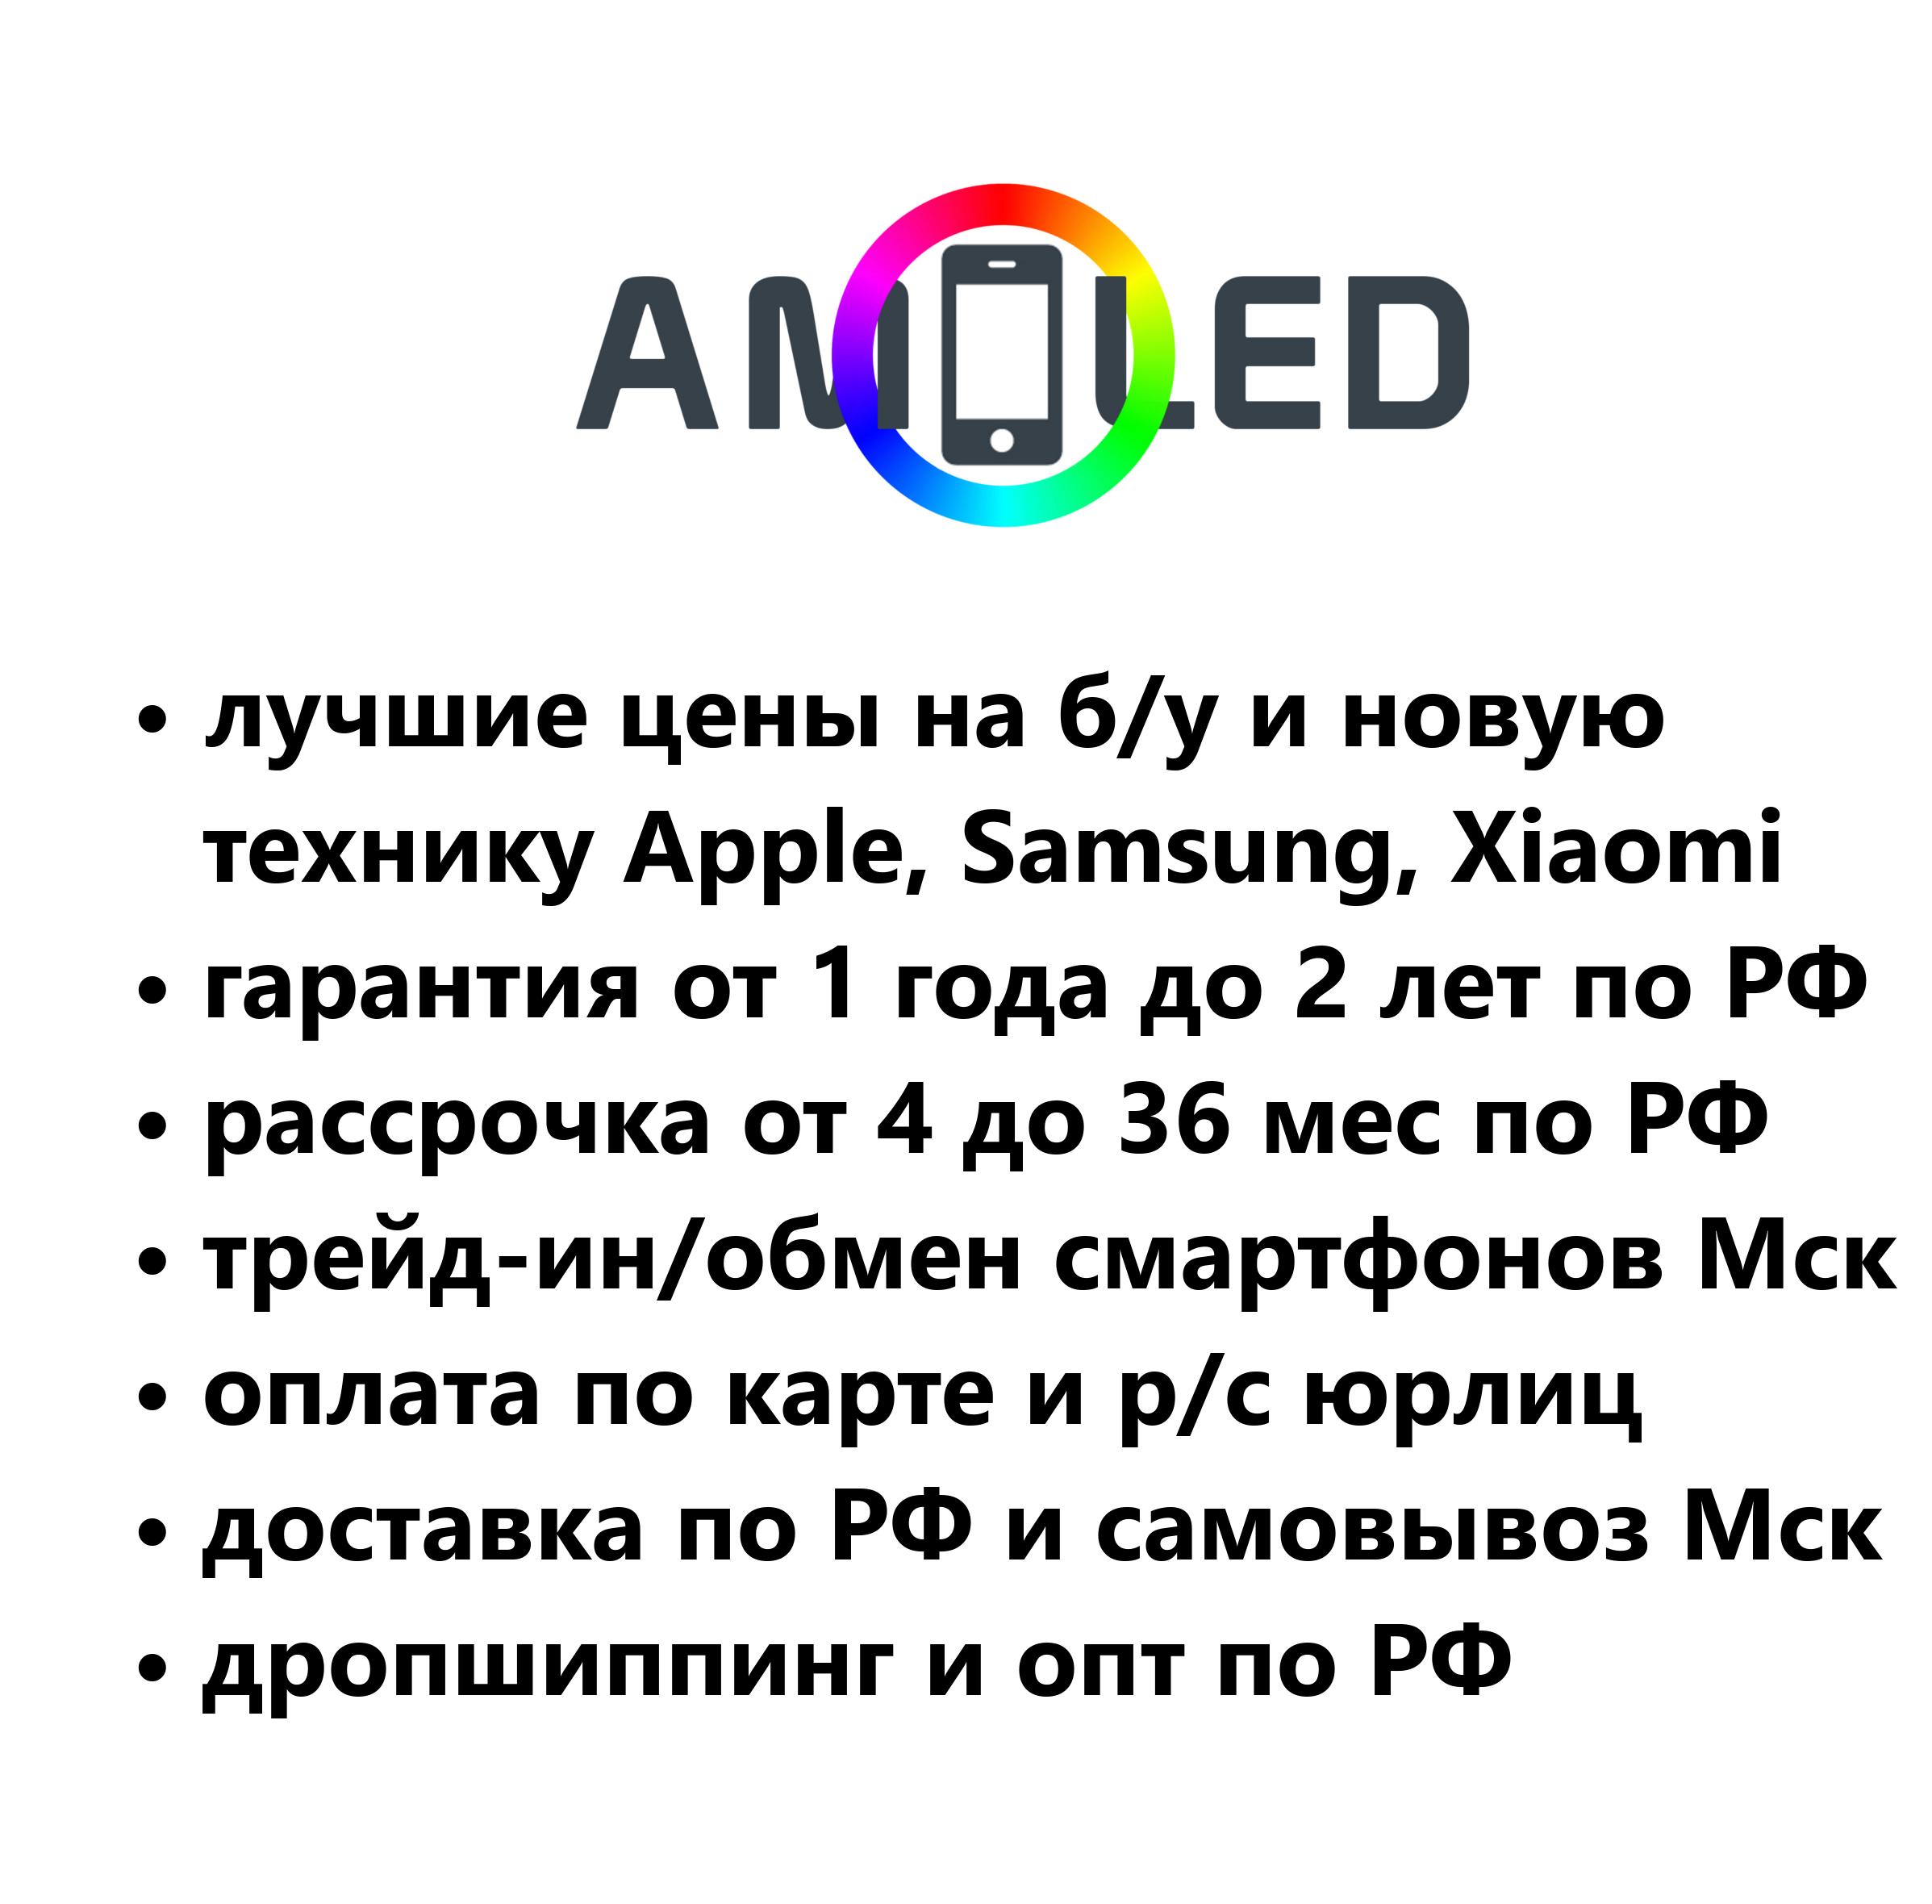 AMOLED
• лучшие цены на б/у и новую
технику Apple, Samsung, Xiaomi
• гарантия от 1 года до 2 лет по РФ
• рассрочка от 4 до 36 мес по РФ
• трейд-ин/обмен смартфонов Мск
• оплата по карте и р/с юрлиц
• доставка по РФ и самовывоз Мск
• дропшиппинг и опт по РФ